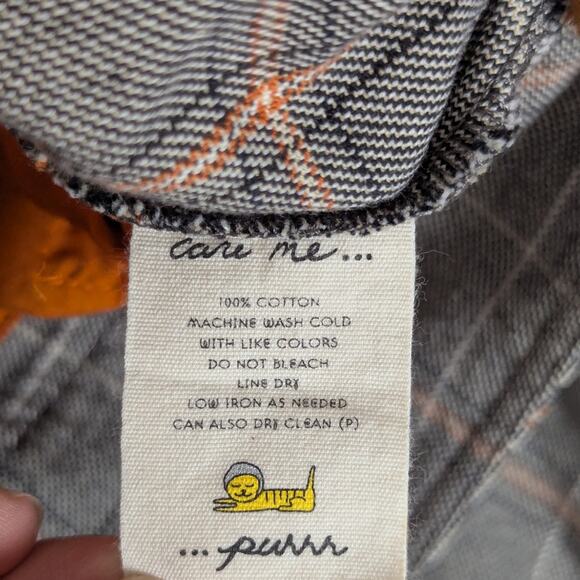 care me...
100% COTTON
MACHINE WASH COLD
WITH LIKE COLORS
DO NOT BLEACH
LINE DRY
LOW IRON AS NEEDED
CAN ALSO DRY CLEAN (P)
...purrr